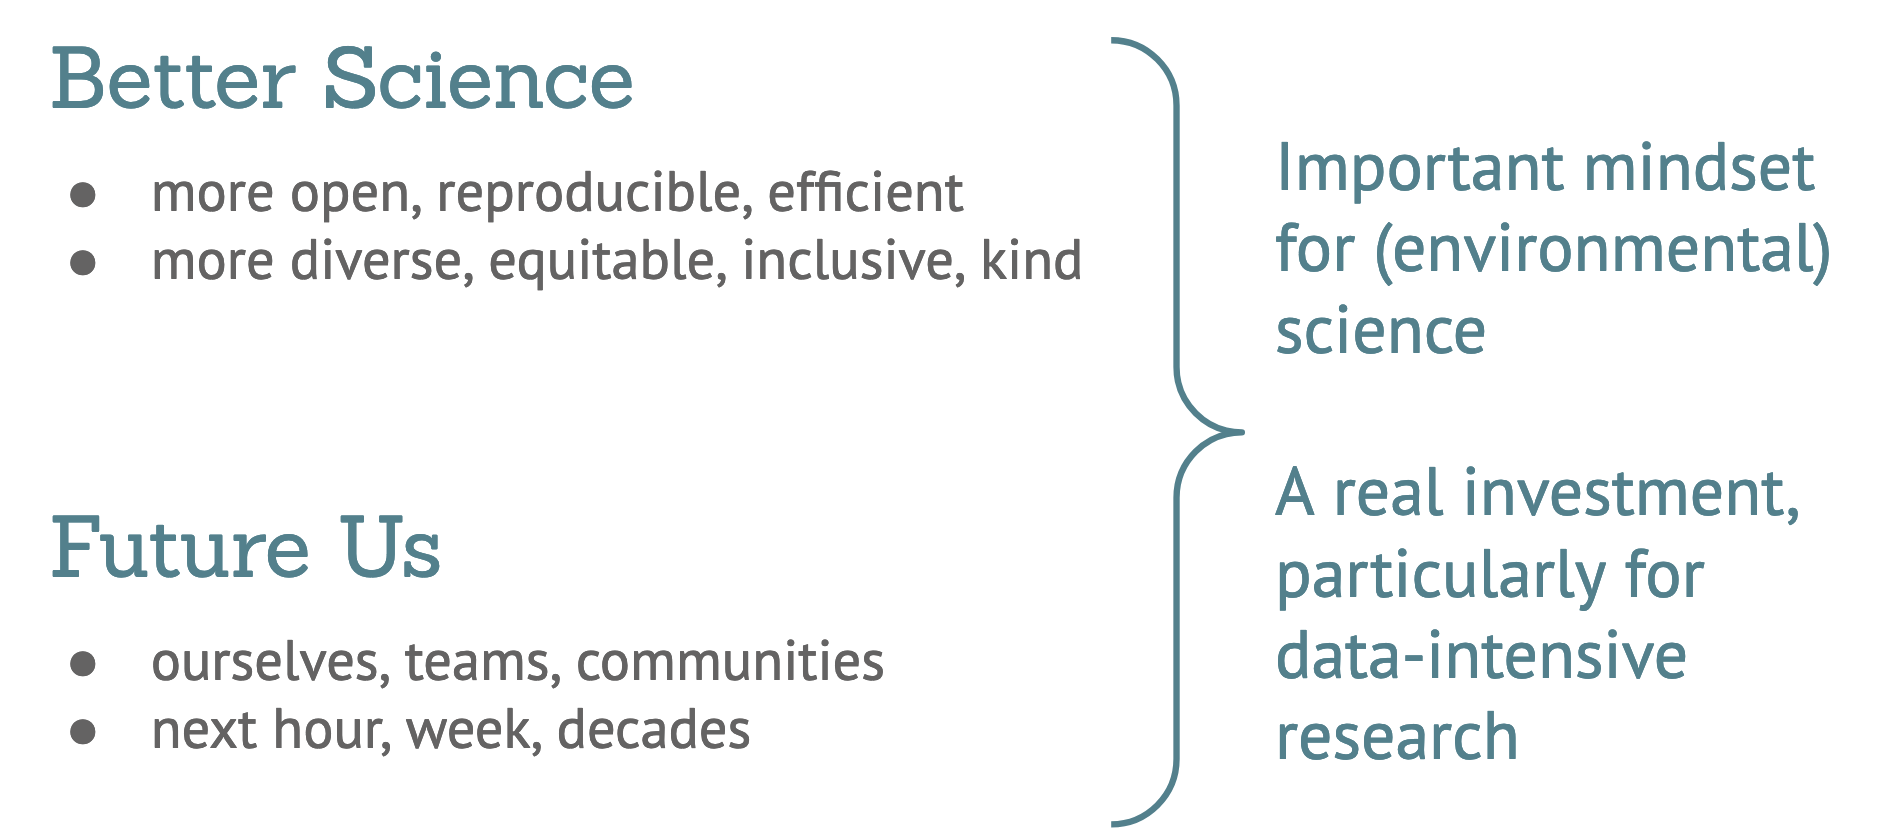 Better Science
● more open, reproducible, efficient
● more diverse, equitable, inclusive, kind
Future Us
● ourselves, teams, communities
● next hour, week, decades
Important mindset
for (environmental)
science
A real investment,
particularly for
data-intensive
research